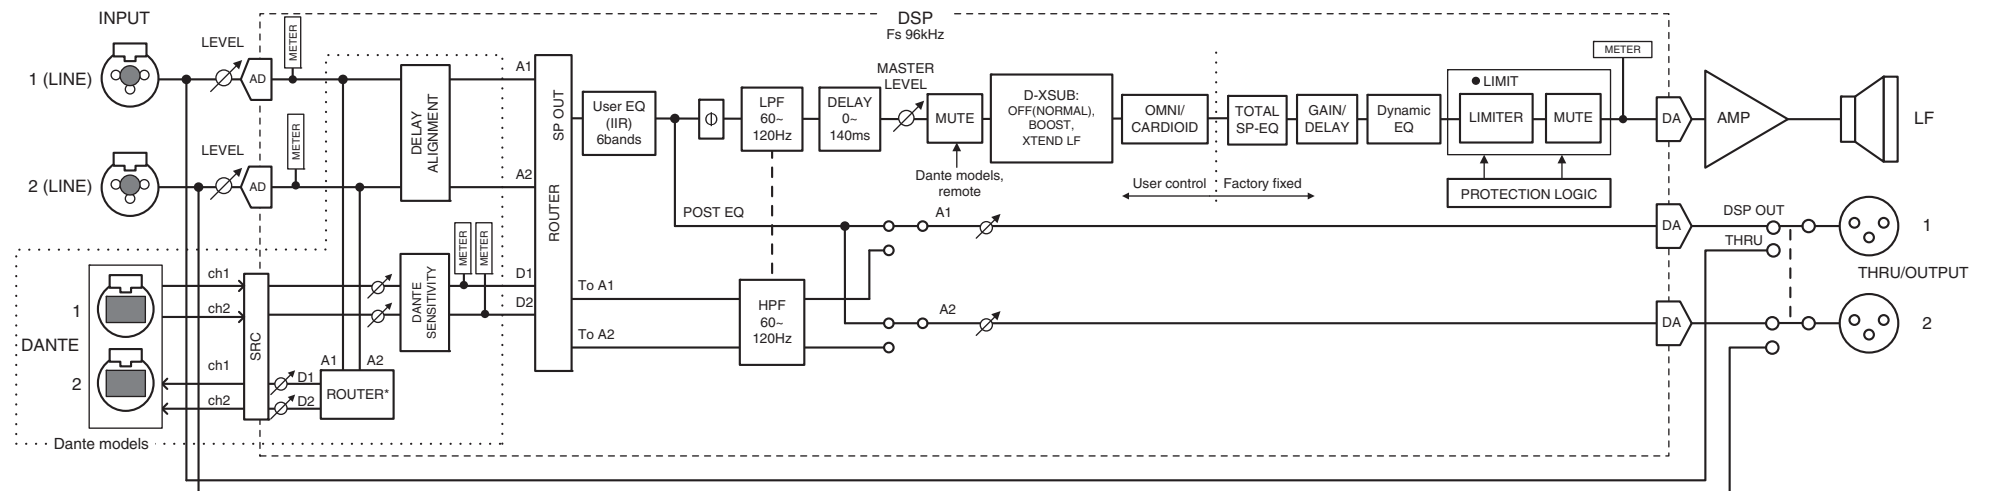 INPUT
DSP
Fs 96kHz
LEVEL
METER
METER
1 (LINE)
AD
A1
MASTER
LEVEL
LIMIT
SP OUT
ROUTER
DELAY
ALIGNMENT
User EQ
(IIR)
6bands
Φ
LPF
60~
120Hz
DELAY
0~
140ms
MUTE
D-XSUB:
OFF(NORMAL),
BOOST,
XTEND LF
OMNI/
CARDIOID
TOTAL
SP-EQ
GAIN/
DELAY
Dynamic
EQ
LIMITER
MUTE
DA
AMP
LF
METER
LEVEL
2 (LINE)
AD
A2
Dante models,
remote
User control
Factory fixed
PROTECTION LOGIC
POST EQ
A1
DA
DSP OUT
1
THRU
THRU/OUTPUT
METER
METER
ch1
D1
To A1
1
ch2
D2
DANTE
SENSITIVITY
HPF
60~
120Hz
A2
DA
2
To A2
DANTE
SRC
A1
A2
ch1
D1
2
ROUTER*
ch2
D2
Dante models